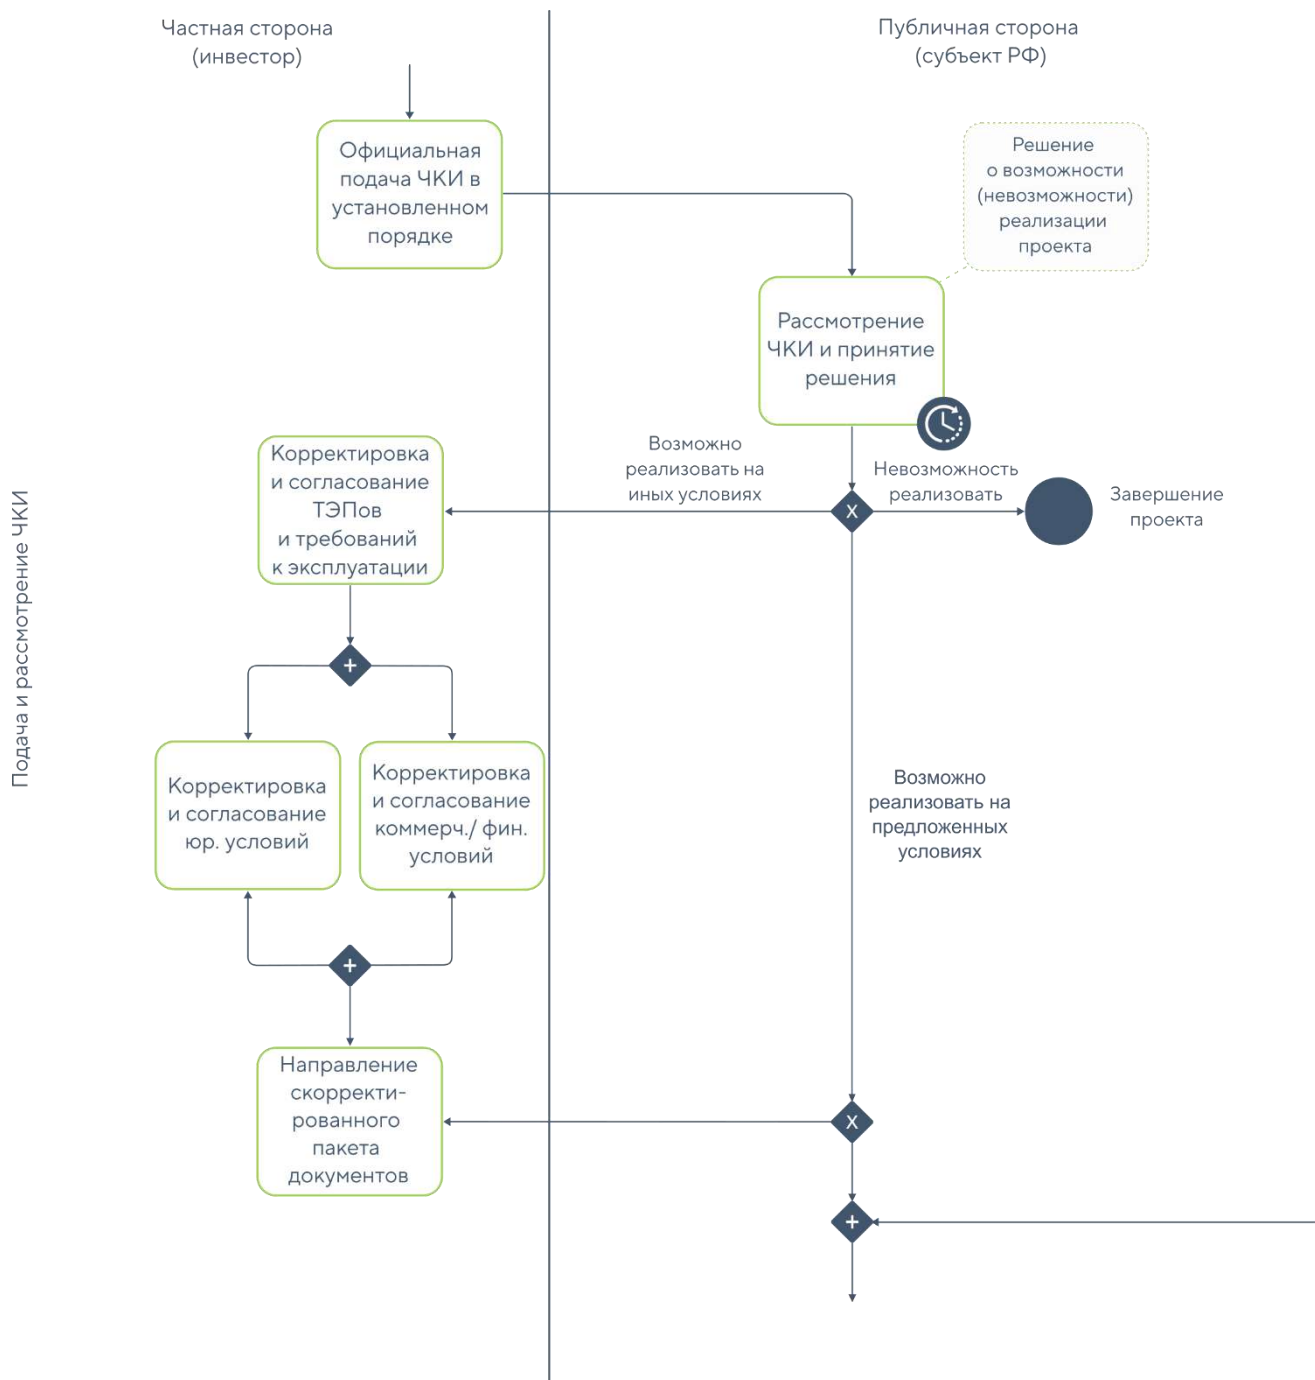 Частная сторона
(инвестор)
Публичная сторона
(субъект РФ)
Официальная
подача ЧКИ в
установленном
порядке
Решение
о возможности
(невозможности)
реализации
проекта
Рассмотрение
ЧКИ и принятие
решения
Возможно
реализовать на
иных условиях
Невозможность
реализовать
X
Завершение
проекта
Корректировка
и согласование
ТЭПов
и требований
к эксплуатации
Подача и рассмотрение ЧКИ
+
Корректировка
и согласование
юр. условий
Корректировка
и согласование
коммерч./ фин.
условий
Возможно
реализовать на
предложенных
условиях
+
Направление
скорректи-
рованного
пакета
документов
X
+